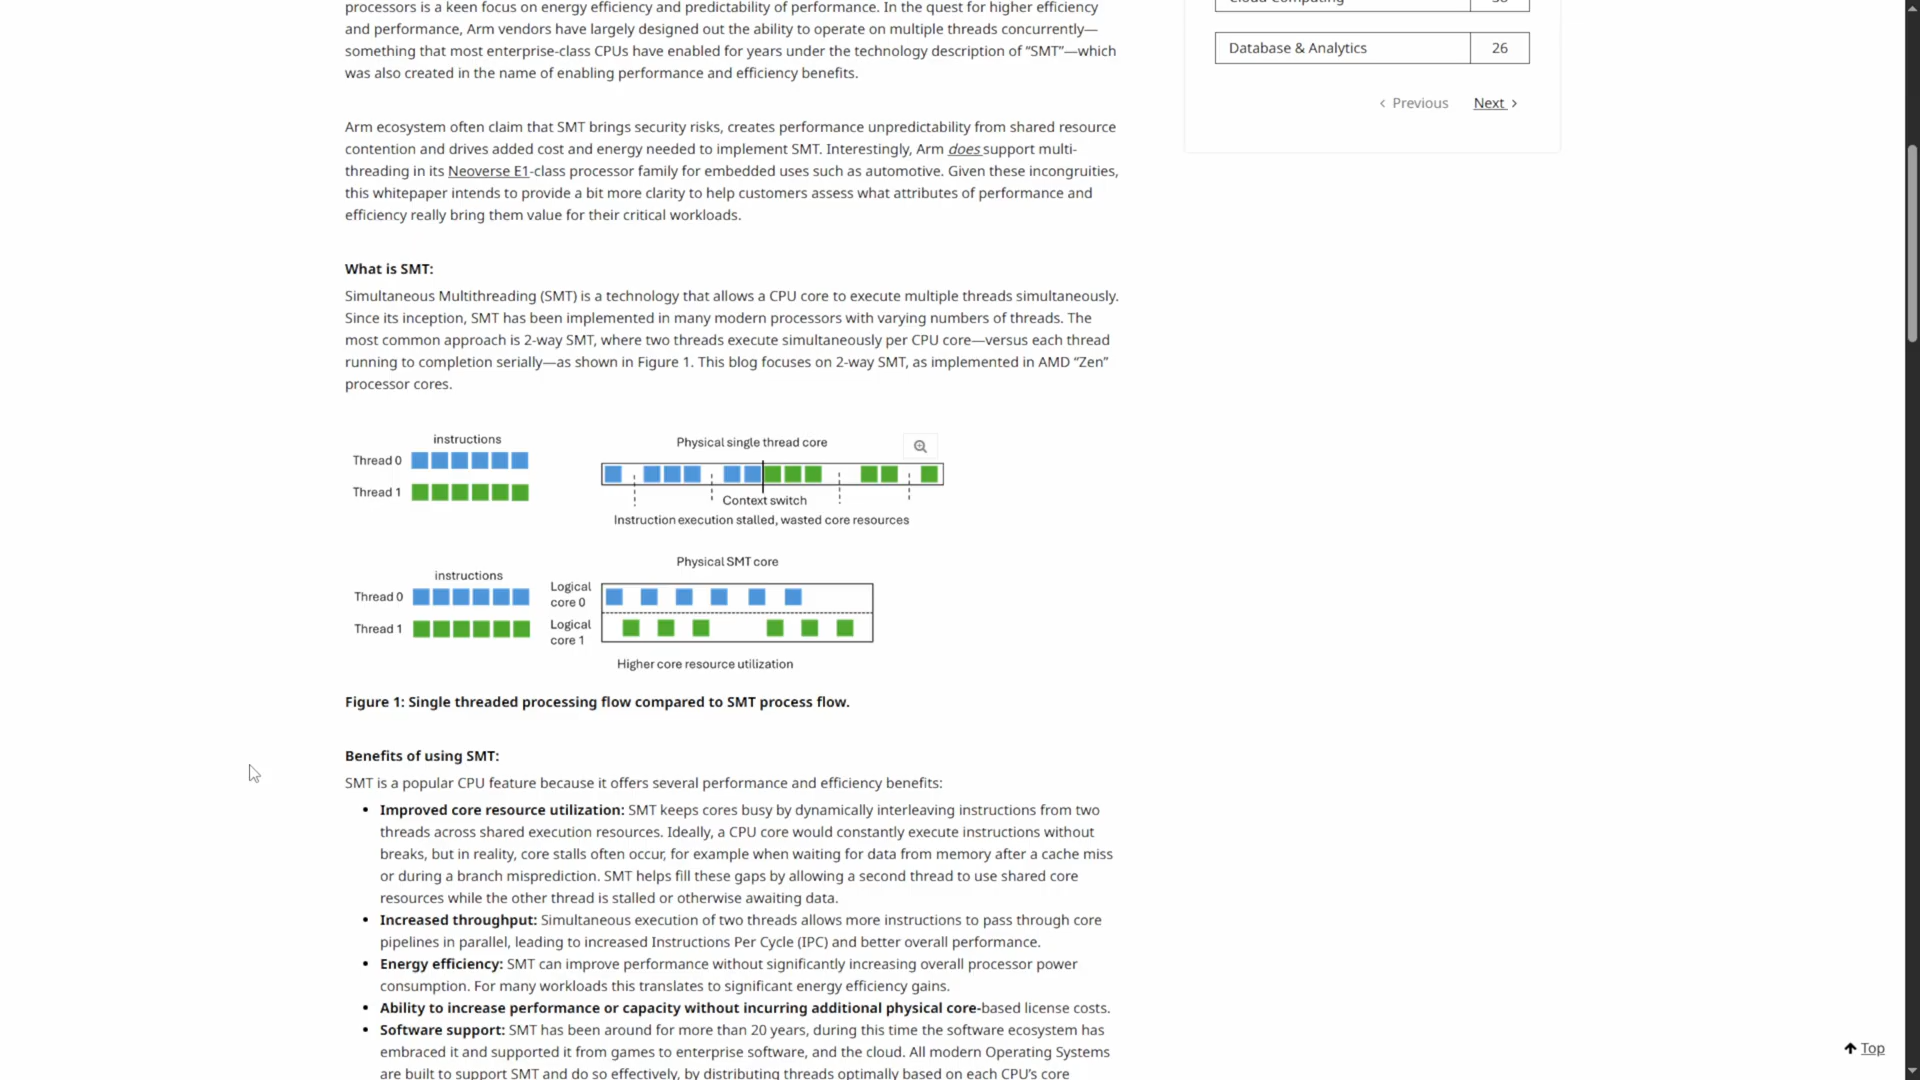 processors is a keen focus on energy efficiency and predictability of performance. In the quest for higher efficiency
and performance, Arm vendors have largely designed out the ability to operate on multiple threads concurrently—
something that most enterprise-class CPUs have enabled for years under the technology description of “SMT”—which
was also created in the name of enabling performance and efficiency benefits.
Arm ecosystem often claim that SMT brings security risks, creates performance unpredictability from shared resource
contention and drives added cost and energy needed to implement SMT. Interestingly, Arm does support multi-
threading in its Neoverse E1-class processor family for embedded uses such as automotive. Given these incongruities,
this whitepaper intends to provide a bit more clarity to help customers assess what attributes of performance and
efficiency really bring them value for their critical workloads.
What is SMT:
Simultaneous Multithreading (SMT) is a technology that allows a CPU core to execute multiple threads simultaneously.
Since its inception, SMT has been implemented in many modern processors with varying numbers of threads. The
most common approach is 2-way SMT, where two threads execute simultaneously per CPU core—versus each thread
running to completion serially—as shown in Figure 1. This blog focuses on 2-way SMT, as implemented in AMD “Zen”
processor cores.
instructions
Thread 0
Thread 1
Physical single thread core
Context switch
Instruction execution stalled, wasted core resources
instructions
Thread 0
Thread 1
Physical SMT core
Logical
core 0
Logical
core 1
Higher core resource utilization
Figure 1: Single threaded processing flow compared to SMT process flow.
Benefits of using SMT:
SMT is a popular CPU feature because it offers several performance and efficiency benefits:
• Improved core resource utilization: SMT keeps cores busy by dynamically interleaving instructions from two
threads across shared execution resources. Ideally, a CPU core would constantly execute instructions without
breaks, but in reality, core stalls often occur, for example when waiting for data from memory after a cache miss
or during a branch misprediction. SMT helps fill these gaps by allowing a second thread to use shared core
resources while the other thread is stalled or otherwise awaiting data.
• Increased throughput: Simultaneous execution of two threads allows more instructions to pass through core
pipelines in parallel, leading to increased Instructions Per Cycle (IPC) and better overall performance.
• Energy efficiency: SMT can improve performance without significantly increasing overall processor power
consumption. For many workloads this translates to significant energy efficiency gains.
• Ability to increase performance or capacity without incurring additional physical core-based license costs.
• Software support: SMT has been around for more than 20 years, during this time the software ecosystem has
embraced it and supported it from games to enterprise software, and the cloud. All modern Operating Systems
are built to support SMT and do so effectively, by distributing threads optimally based on each CPU’s core
Cloud Computing
Database & Analytics 26
Previous Next
Top